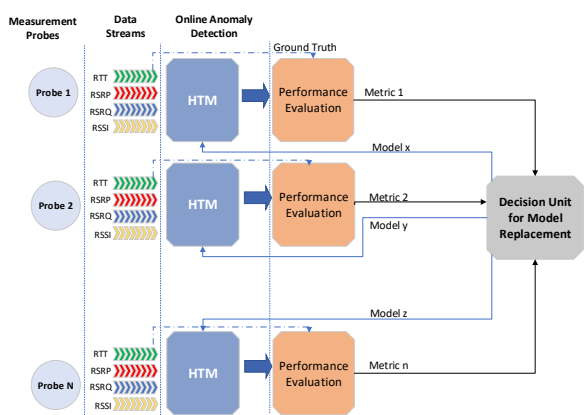 Measurement
Probes
Data
Streams
Online Anomaly
Detection
Ground Truth
Probe 1
RTT
RSRP
RSRQ
RSSI
HTM
Performance
Evaluation
Metric 1
Model x
Probe 2
RTT
RSRP
RSRQ
RSSI
HTM
Performance
Evaluation
Metric 2
Model y
Decision Unit
for Model
Replacement
Model z
Probe N
RTT
RSRP
RSRQ
RSSI
HTM
Performance
Evaluation
Metric n